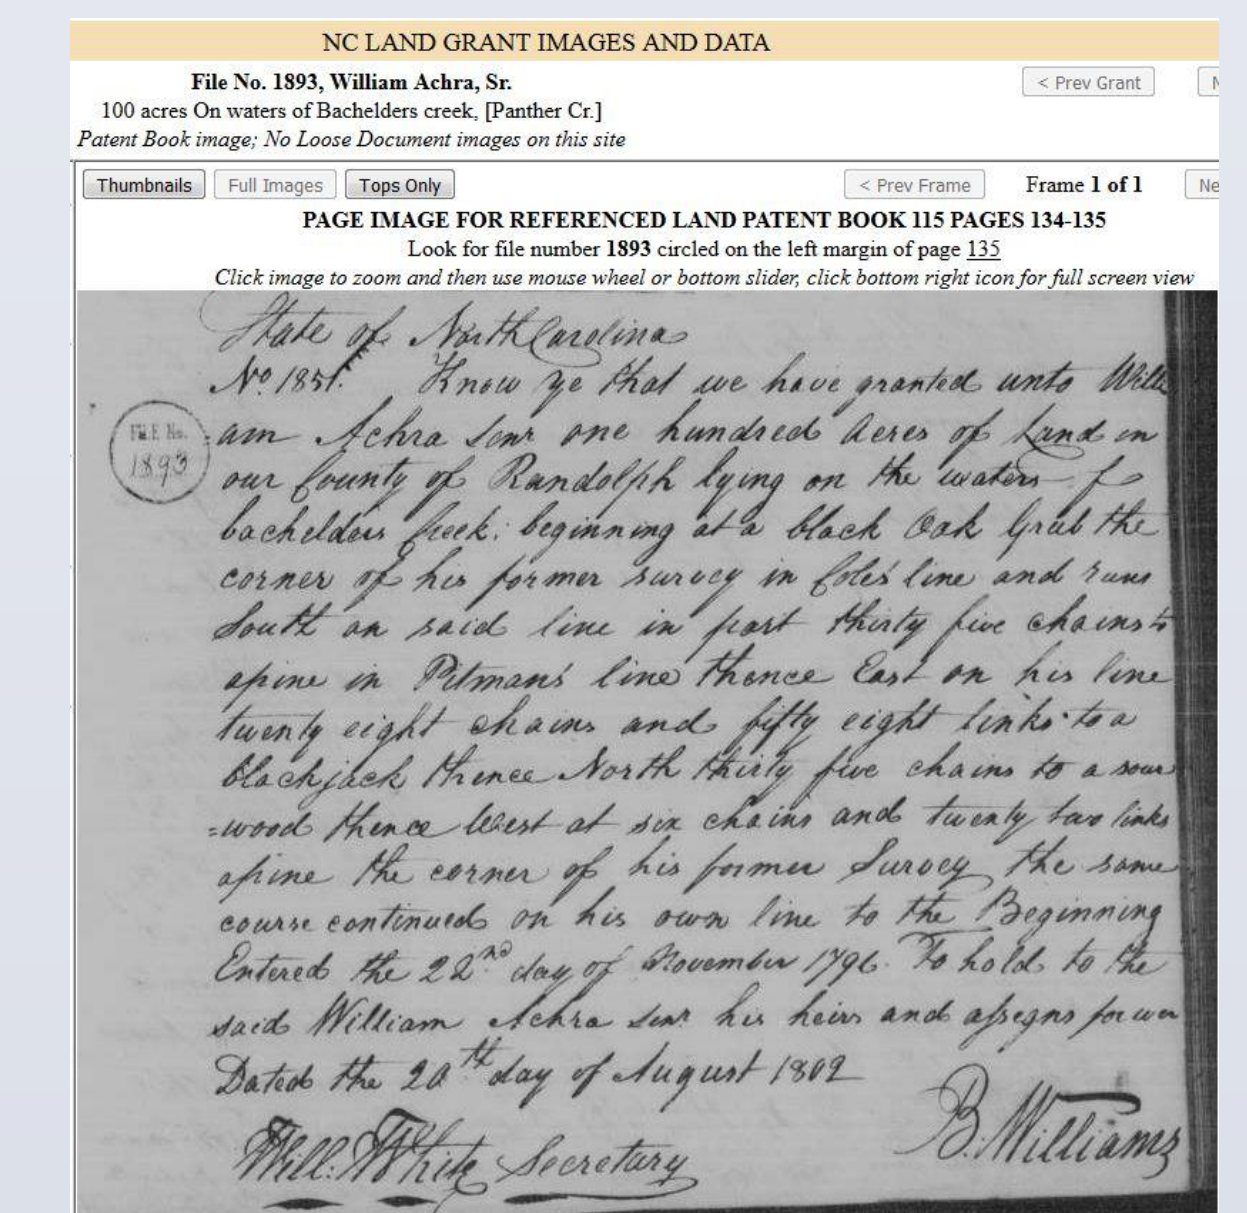 NC LAND GRANT IMAGES AND DATA
File No. 1893, William Achra, Sr.
< Prev Grant
100 acres On waters of Bachelders creek, [Panther Cr.]
Patent Book image; No Loose Document images on this site
Thumbnails Full Images Tops Only < Prev Frame Frame 1 of 1 Ne
PAGE IMAGE FOR REFERENCED LAND PATENT BOOK 115 PAGES 134-135
Look for file number 1893 circled on the left margin of page 135
Click image to zoom and then use mouse wheel or bottom slider, click bottom right icon for full screen view
State of North Carolina
No. 1851. Know ye that we have granted unto Willi
FILE No.
1893
am Achra Senr one hundred Acres of Land in
our County of Randolph lying on the waters of
bachelders Creek: beginning at a black Oak Grub the
corner of his former survey in Coles line and runs
South on said line in part thirty five chains to
apine in Pitman's line thence East on his line
twenty eight chains and fifty eight links to a
blackjack thence North thirty five chains to a sour
=wood thence West at six chains and twenty two links
apine the corner of his former Survey the same
course continued on his own line to the Beginning
Entered the 22nd day of November 1796. To hold to the
said William Achra Senr his heirs and assegns forever
Dated the 20th day of August 1802
Will. White Secretary
B. Williams